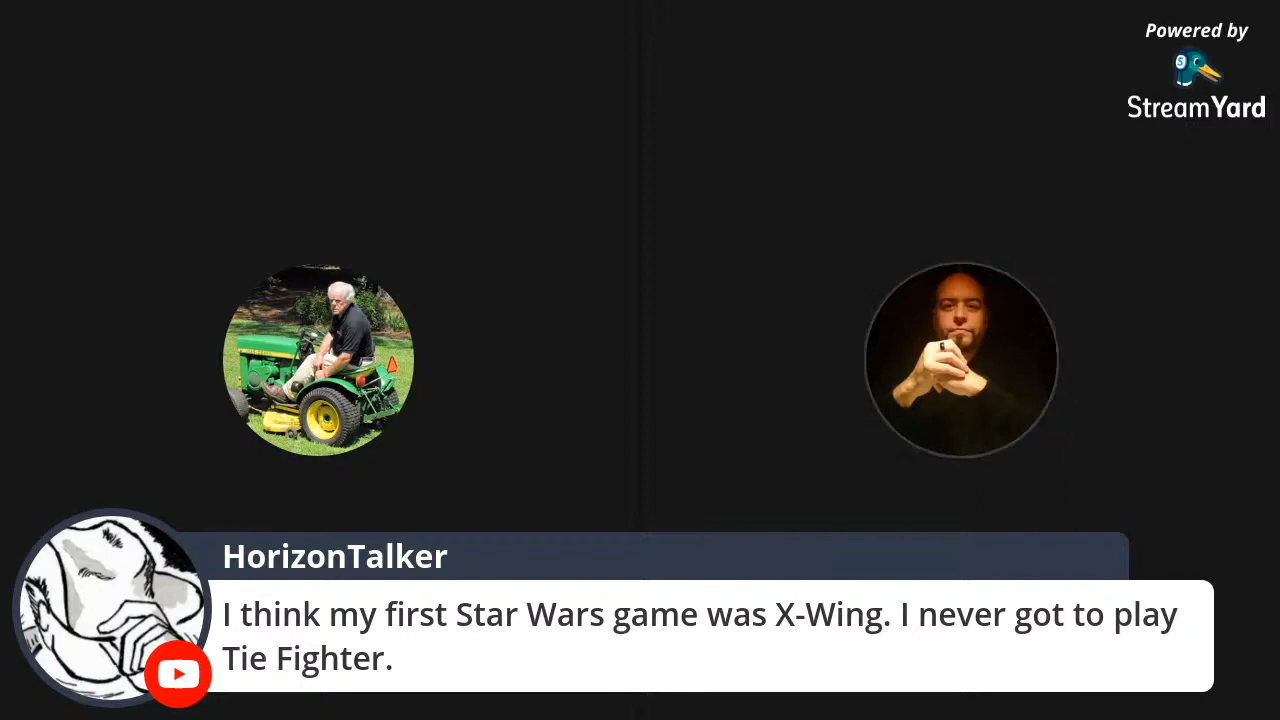 Powered by
StreamYard
HorizonTalker
I think my first Star Wars game was X-Wing. I never got to play
Tie Fighter.